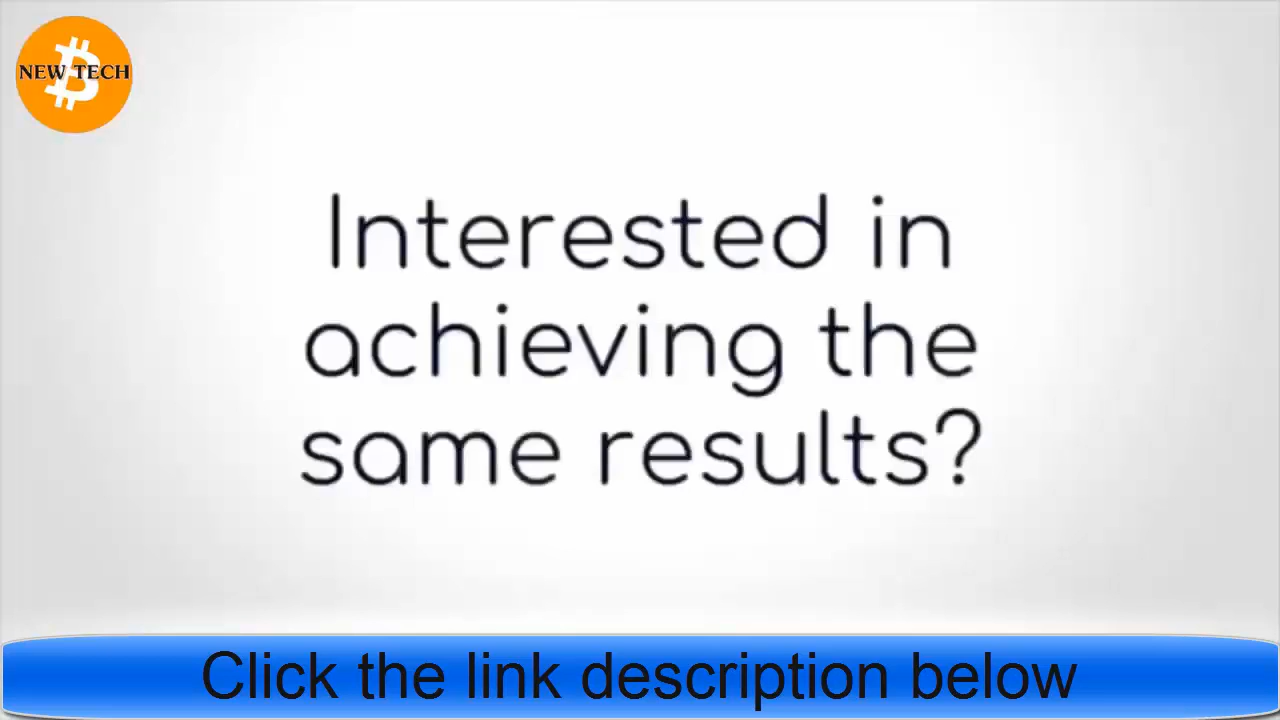 NEW TECH
Interested in
achieving the
same results?
Click the link description below